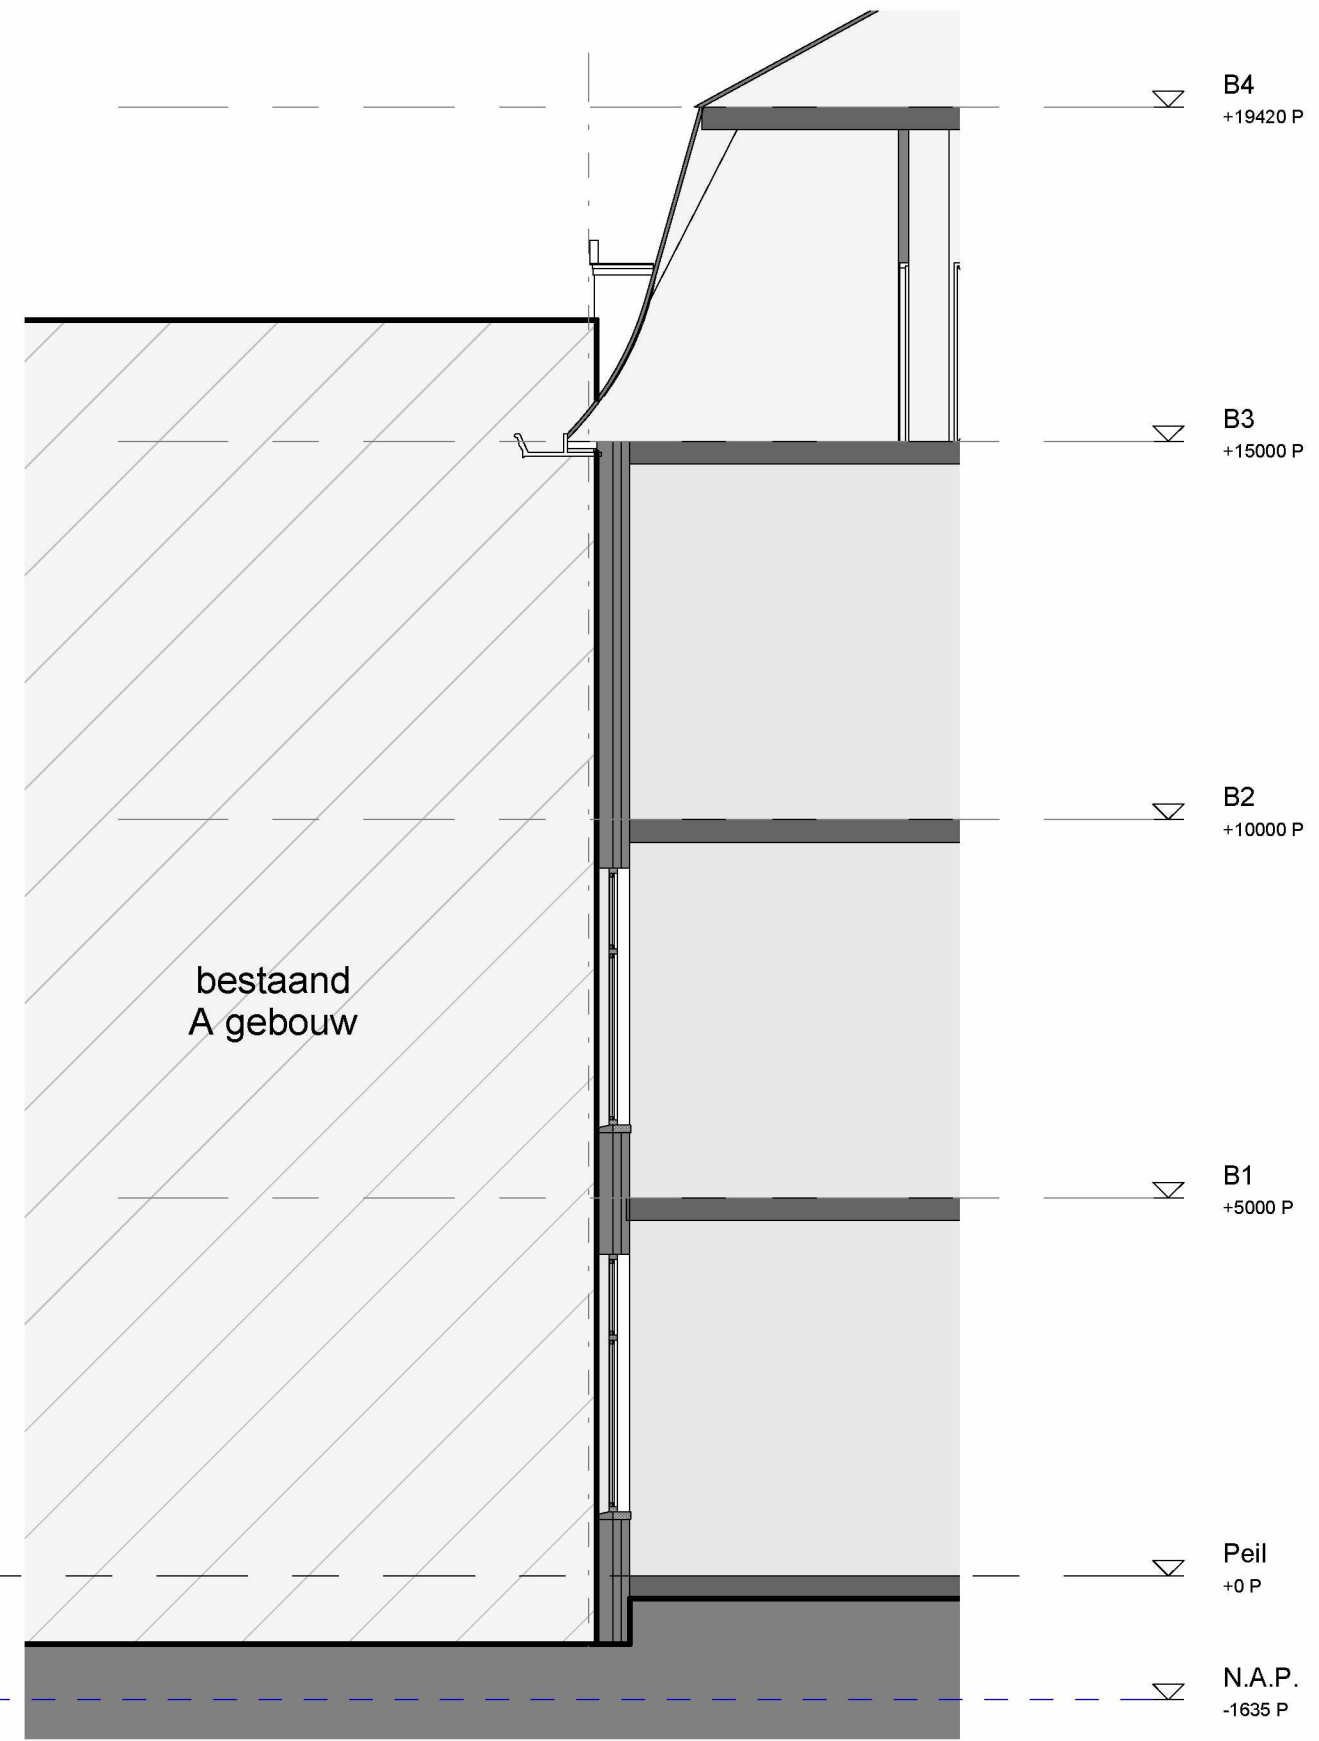 B4
+19420 P
B3
+15000 P
B2
+10000 P
bestaand
A gebouw
B1
+5000 P
Peil
+0 P
N.A.P.
-1635 P